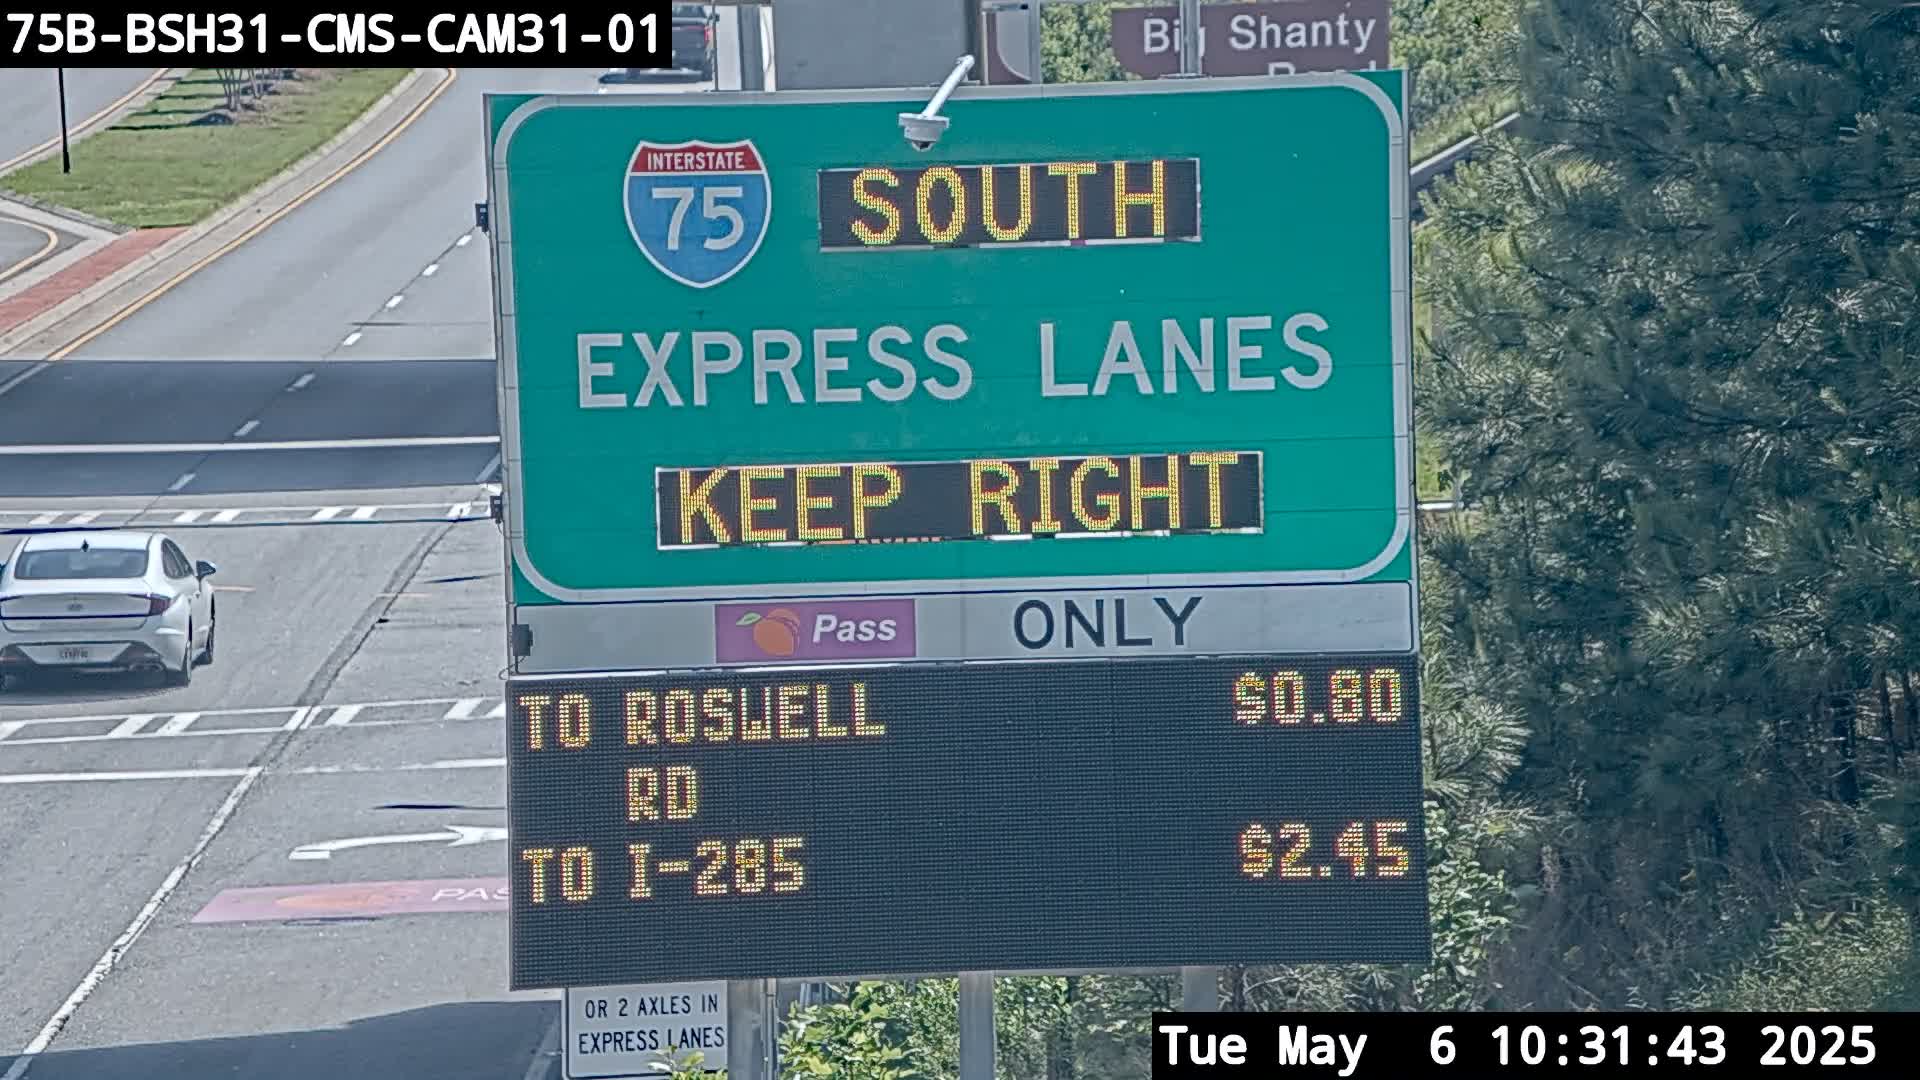 75B-BSH31-CMS-CAM31-01
Big Shanty
Road
INTERSTATE
75
SOUTH
EXPRESS LANES
KEEP RIGHT
Pass ONLY
TO ROSWELL $0.80
RD
TO I-285 $2.45
PAS
OR 2 AXLES IN
EXPRESS LANES
Tue May 6 10:31:43 2025